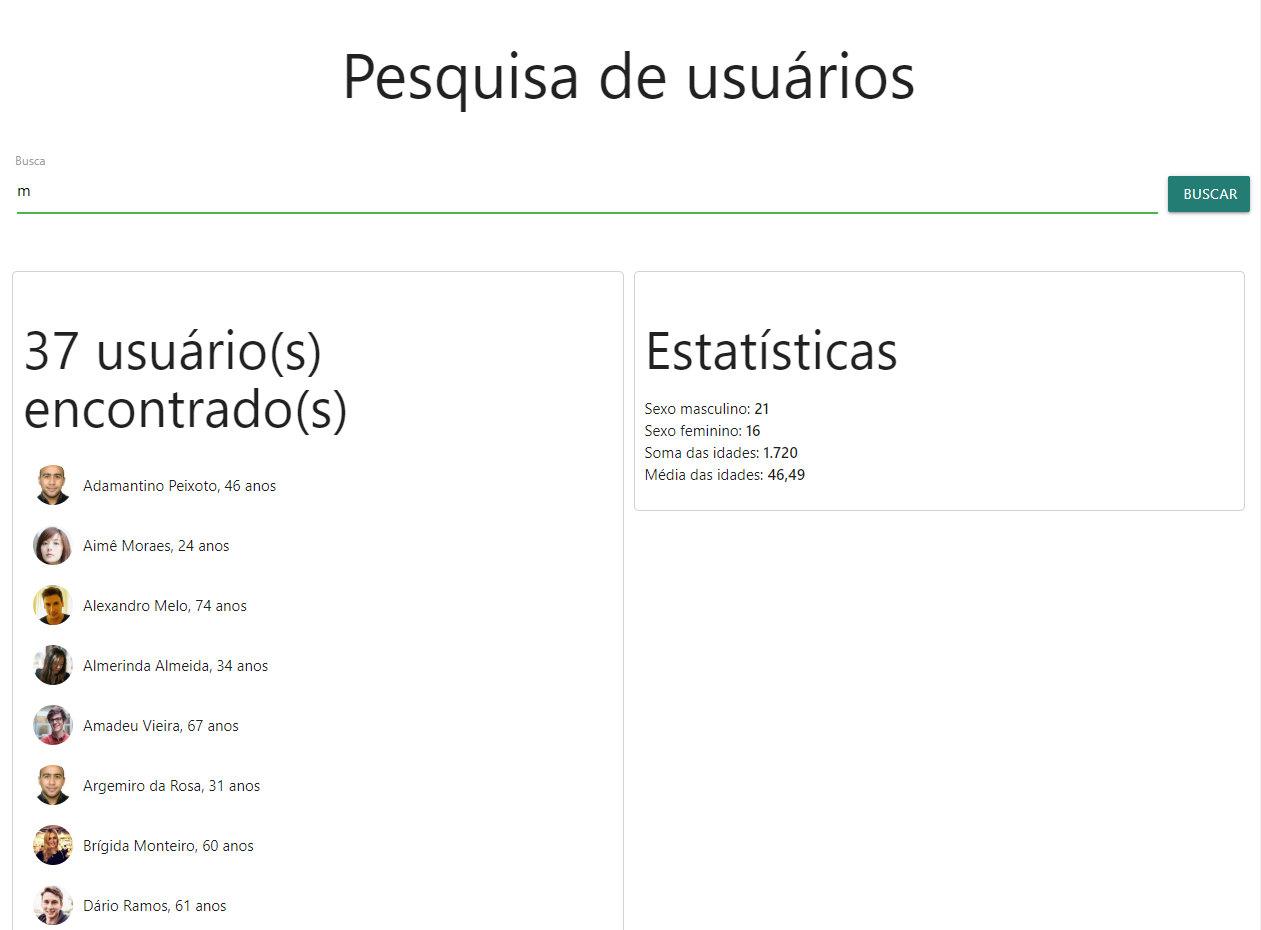 Pesquisa de usuários
Busca
m
BUSCAR
37 usuário(s)
encontrado(s)
Adamantino Peixoto, 46 anos
Aimê Moraes, 24 anos
Alexandro Melo, 74 anos
Almerinda Almeida, 34 anos
Amadeu Vieira, 67 anos
Argemiro da Rosa, 31 anos
Brígida Monteiro, 60 anos
Dário Ramos, 61 anos
Estatísticas
Sexo masculino: 21
Sexo feminino: 16
Soma das idades: 1.720
Média das idades: 46,49